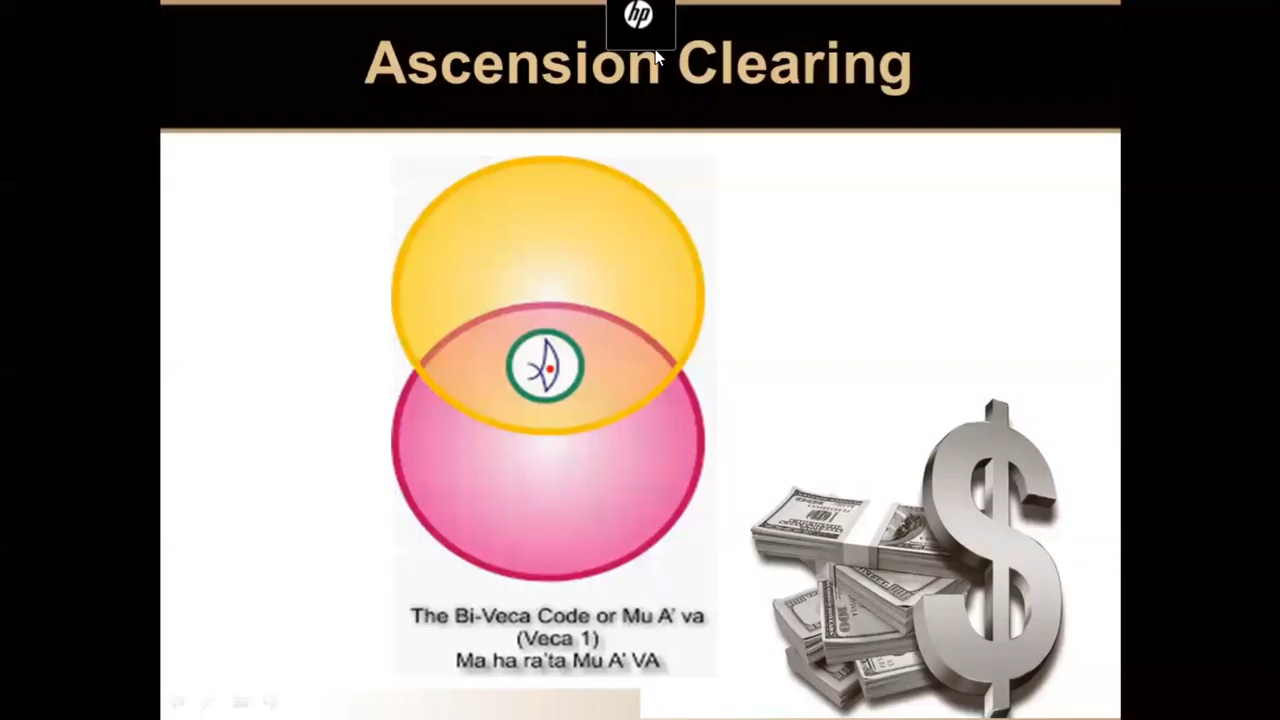 hp
Ascension Clearing
The Bi-Veca Code or Mu A' va
(Veca 1)
Ma ha ra'ta Mu A' VA